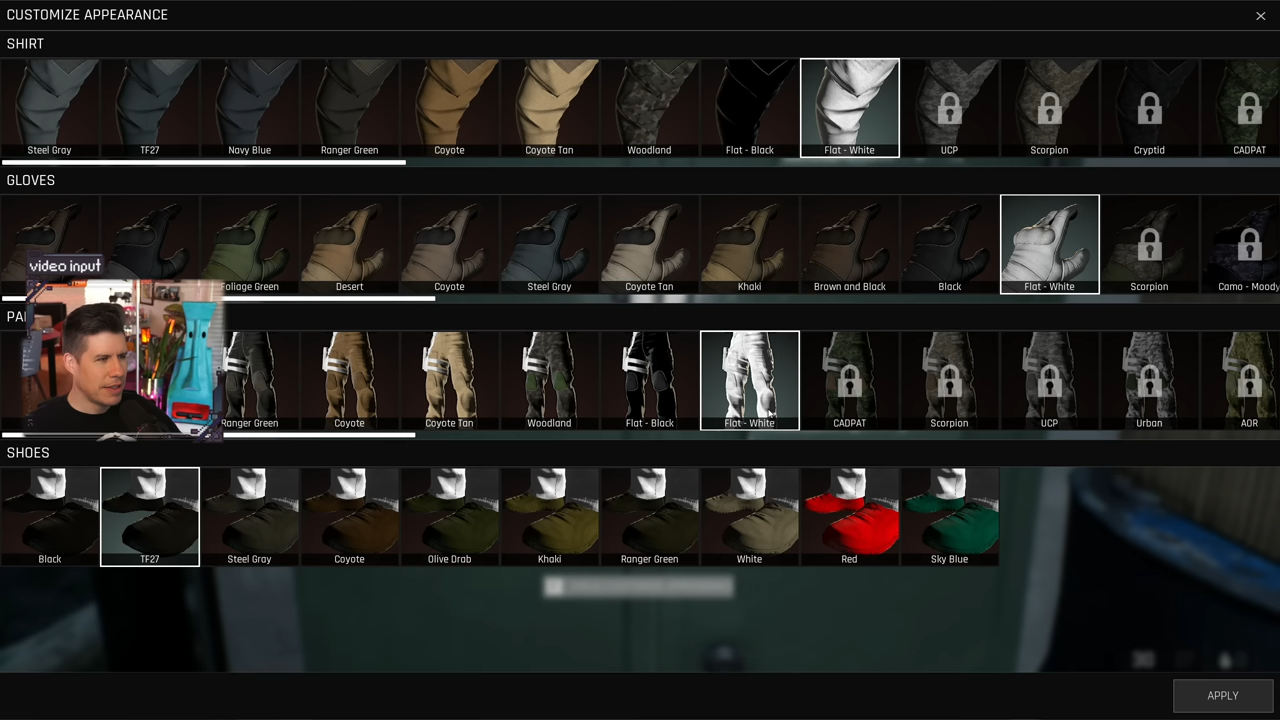 CUSTOMIZE APPEARANCE
SHIRT
Steel Gray TF27 Navy Blue Ranger Green Coyote Coyote Tan Woodland Flat - Black Flat - White UCP Scorpion Cryptid CADPAT
GLOVES
video input
Foliage Green Desert Coyote Steel Gray Coyote Tan Khaki Brown and Black Black Flat - White Scorpion Camo - Moody
PA
Ranger Green Coyote Coyote Tan Woodland Flat - Black Flat - White CADPAT Scorpion UCP Urban AOR
SHOES
Black TF27 Steel Gray Coyote Olive Drab Khaki Ranger Green White Red Sky Blue
30
APPLY